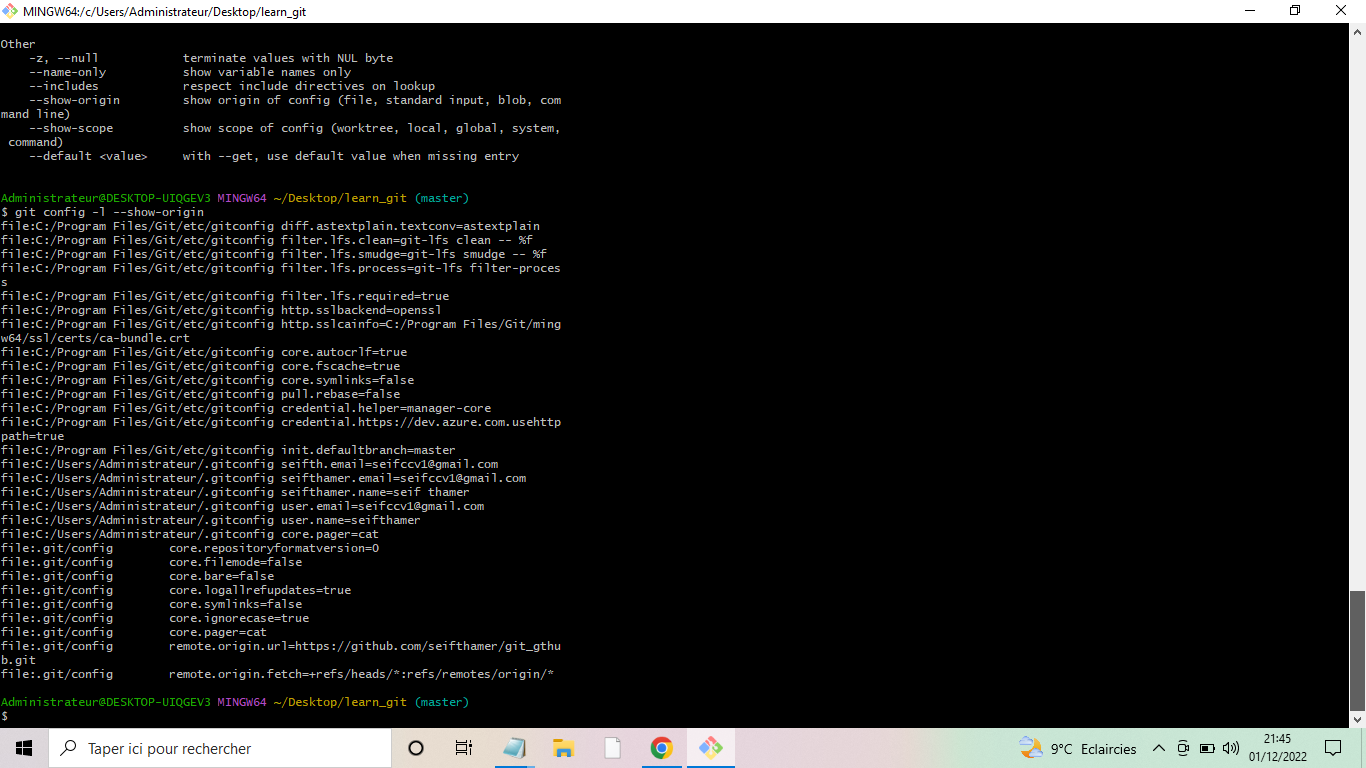 MINGW64:/c/Users/Administrateur/Desktop/learn_git
Other
    -z, --null            terminate values with NUL byte
    --name-only           show variable names only
    --includes            respect include directives on lookup
    --show-origin         show origin of config (file, standard input, blob, com
mand line)
    --show-scope          show scope of config (worktree, local, global, system,
 command)
    --default <value>     with --get, use default value when missing entry
Administrateur@DESKTOP-UIQGEV3 MINGW64 ~/Desktop/learn_git (master)
$ git config -l --show-origin
file:C:/Program Files/Git/etc/gitconfig diff.astextplain.textconv=astextplain
file:C:/Program Files/Git/etc/gitconfig filter.lfs.clean=git-lfs clean -- %f
file:C:/Program Files/Git/etc/gitconfig filter.lfs.smudge=git-lfs smudge -- %f
file:C:/Program Files/Git/etc/gitconfig filter.lfs.process=git-lfs filter-proces
s
file:C:/Program Files/Git/etc/gitconfig filter.lfs.required=true
file:C:/Program Files/Git/etc/gitconfig http.sslbackend=openssl
file:C:/Program Files/Git/etc/gitconfig http.sslcainfo=C:/Program Files/Git/ming
w64/ssl/certs/ca-bundle.crt
file:C:/Program Files/Git/etc/gitconfig core.autocrlf=true
file:C:/Program Files/Git/etc/gitconfig core.fscache=true
file:C:/Program Files/Git/etc/gitconfig core.symlinks=false
file:C:/Program Files/Git/etc/gitconfig pull.rebase=false
file:C:/Program Files/Git/etc/gitconfig credential.helper=manager-core
file:C:/Program Files/Git/etc/gitconfig credential.https://dev.azure.com.usehttp
path=true
file:C:/Program Files/Git/etc/gitconfig init.defaultbranch=master
file:C:/Users/Administrateur/.gitconfig seifth.email=seifccv1@gmail.com
file:C:/Users/Administrateur/.gitconfig seifthamer.email=seifccv1@gmail.com
file:C:/Users/Administrateur/.gitconfig seifthamer.name=seif thamer
file:C:/Users/Administrateur/.gitconfig user.email=seifccv1@gmail.com
file:C:/Users/Administrateur/.gitconfig user.name=seifthamer
file:C:/Users/Administrateur/.gitconfig core.pager=cat
file:.git/config        core.repositoryformatversion=0
file:.git/config        core.filemode=false
file:.git/config        core.bare=false
file:.git/config        core.logallrefupdates=true
file:.git/config        core.symlinks=false
file:.git/config        core.ignorecase=true
file:.git/config        core.pager=cat
file:.git/config        remote.origin.url=https://github.com/seifthamer/git_gthu
b.git
file:.git/config        remote.origin.fetch=+refs/heads/*:refs/remotes/origin/*
Administrateur@DESKTOP-UIQGEV3 MINGW64 ~/Desktop/learn_git (master)
$
Taper ici pour rechercher
9°C Eclaircies
21:45
01/12/2022